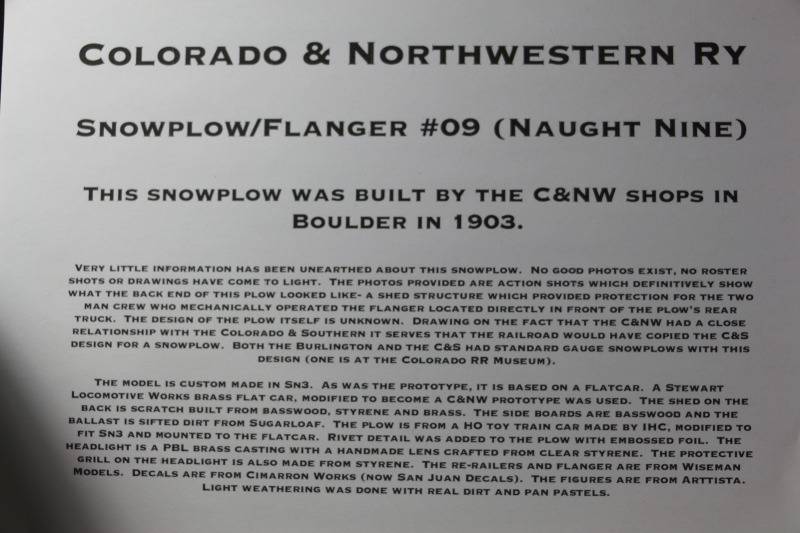 COLORADO & NORTHWESTERN RY
SNOWPLOW/FLANGER #09 (NAUGHT NINE)
THIS SNOWPLOW WAS BUILT BY THE C&NW SHOPS IN
BOULDER IN 1903.
VERY LITTLE INFORMATION HAS BEEN UNEARTHED ABOUT THIS SNOWPLOW. NO GOOD PHOTOS EXIST, NO ROSTER
SHOTS OR DRAWINGS HAVE COME TO LIGHT. THE PHOTOS PROVIDED ARE ACTION SHOTS WHICH DEFINITIVELY SHOW
WHAT THE BACK END OF THIS PLOW LOOKED LIKE- A SHED STRUCTURE WHICH PROVIDED PROTECTION FOR THE TWO
MAN CREW WHO MECHANICALLY OPERATED THE FLANGER LOCATED DIRECTLY IN FRONT OF THE PLOW'S REAR
TRUCK. THE DESIGN OF THE PLOW ITSELF IS UNKNOWN. DRAWING ON THE FACT THAT THE C&NW HAD A CLOSE
RELATIONSHIP WITH THE COLORADO & SOUTHERN IT SERVES THAT THE RAILROAD WOULD HAVE COPIED THE C&S
DESIGN FOR A SNOWPLOW. BOTH THE BURLINGTON AND THE C&S HAD STANDARD GAUGE SNOWPLOWS WITH THIS
DESIGN (ONE IS AT THE COLORADO RR MUSEUM).
THE MODEL IS CUSTOM MADE IN SN3. AS WAS THE PROTOTYPE, IT IS BASED ON A FLATCAR. A STEWART
LOCOMOTIVE WORKS BRASS FLAT CAR, MODIFIED TO BECOME A C&NW PROTOTYPE WAS USED. THE SHED ON THE
BACK IS SCRATCH BUILT FROM BASSWOOD, STYRENE AND BRASS. THE SIDE BOARDS ARE BASSWOOD AND THE
BALLAST IS SIFTED DIRT FROM SUGARLOAF. THE PLOW IS FROM A HO TOY TRAIN CAR MADE BY IHC, MODIFIED TO
FIT SN3 AND MOUNTED TO THE FLATCAR. RIVET DETAIL WAS ADDED TO THE PLOW WITH EMBOSSED FOIL. THE
HEADLIGHT IS A PBL BRASS CASTING WITH A HANDMADE LENS CRAFTED FROM CLEAR STYRENE. THE PROTECTIVE
GRILL ON THE HEADLIGHT IS ALSO MADE FROM STYRENE. THE RE-RAILERS AND FLANGER ARE FROM WISEMAN
MODELS. DECALS ARE FROM CIMARRON WORKS (NOW SAN JUAN DECALS). THE FIGURES ARE FROM ARTTISTA.
LIGHT WEATHERING WAS DONE WITH REAL DIRT AND PAN PASTELS.